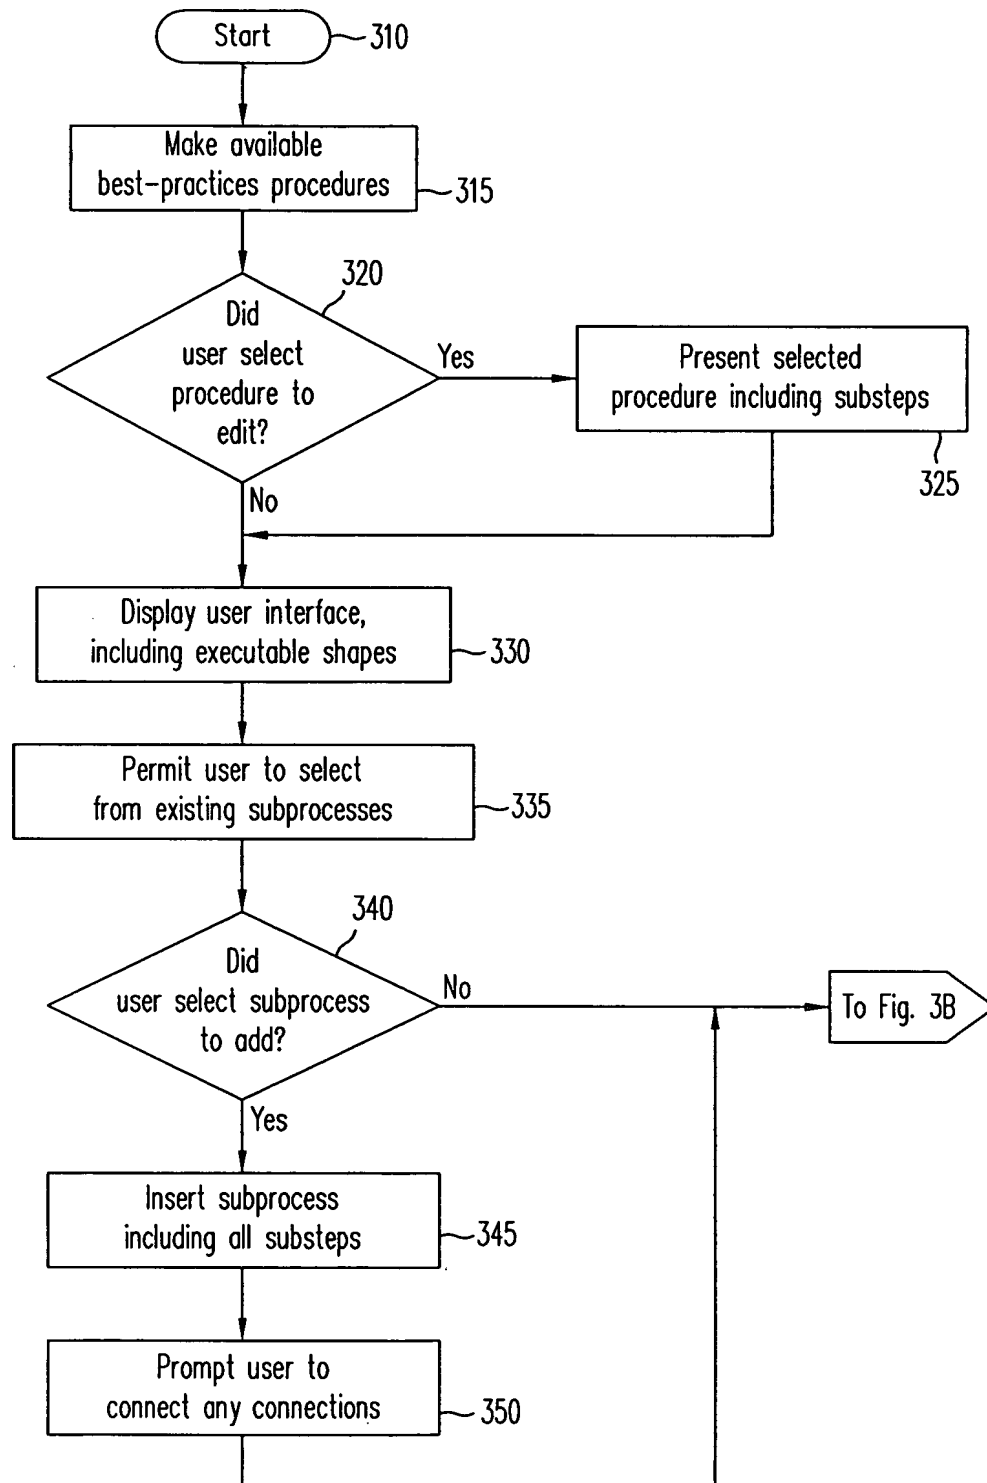 Start
310
Make available
best-practices procedures
315
320
Did
user select
procedure to
edit?
Yes
Present selected
procedure including substeps
325
No
Display user interface,
including executable shapes
330
Permit user to select
from existing subprocesses
335
340
Did
user select subprocess
to add?
No
To Fig. 3B
Yes
Insert subprocess
including all substeps
345
Prompt user to
connect any connections
350